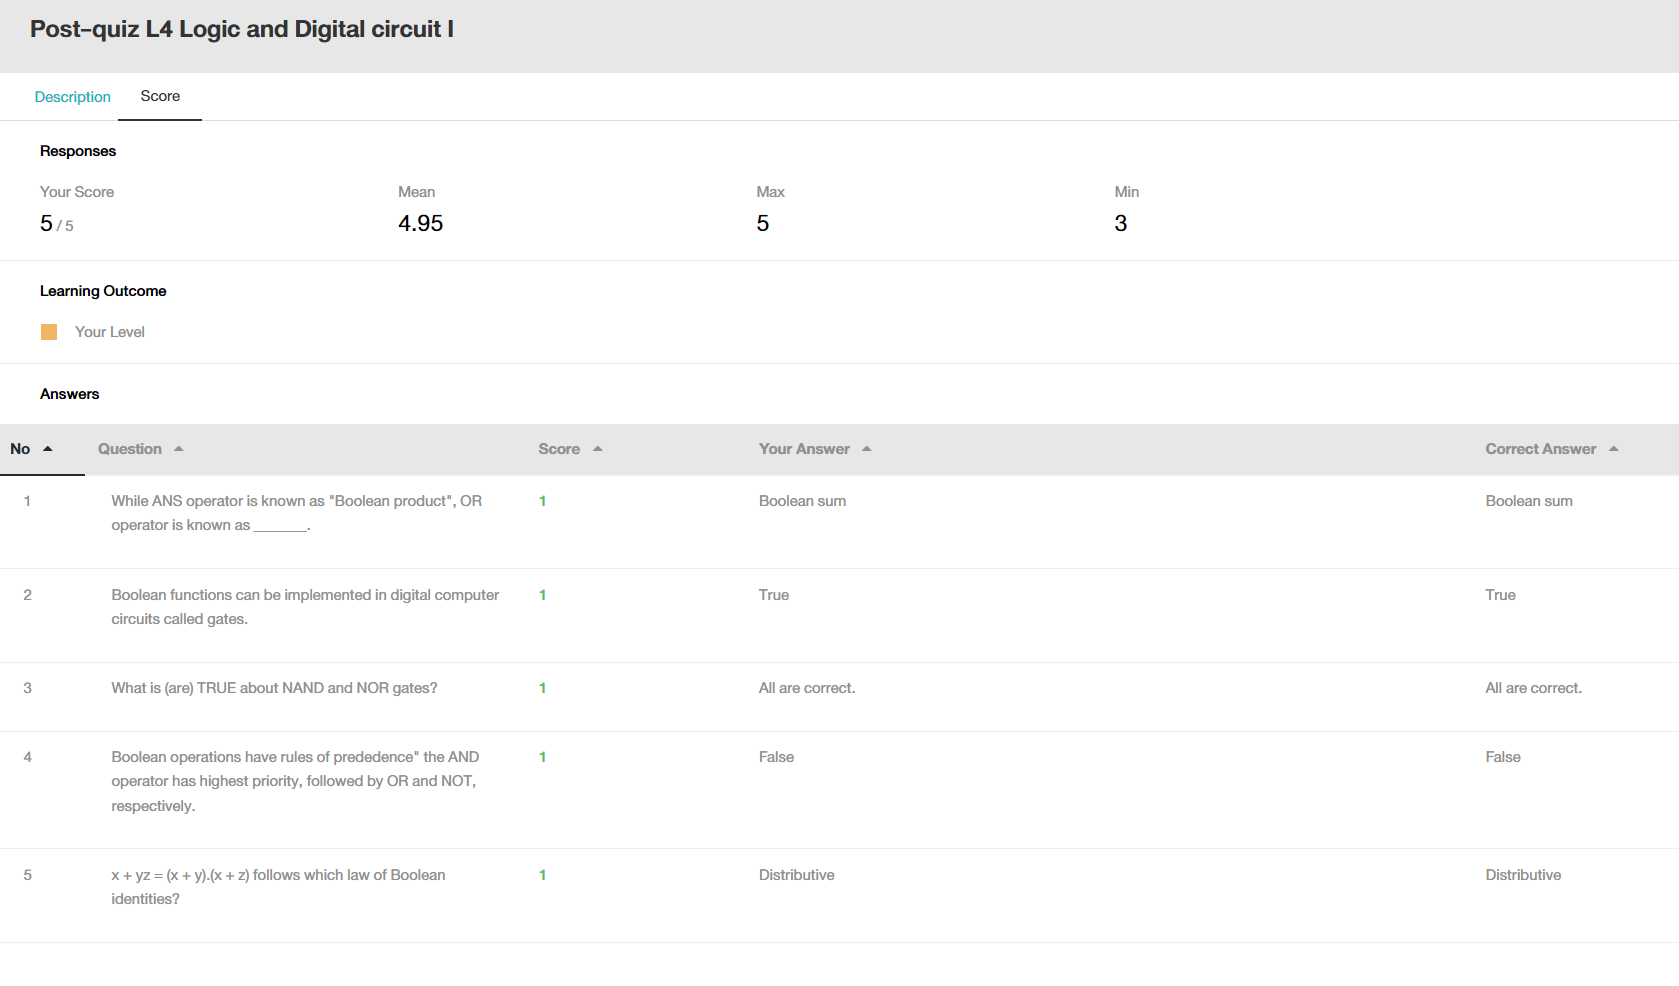 Post-quiz L4 Logic and Digital circuit I
Description Score
Responses
Your Score Mean Max Min
5 / 5 4.95 5 3
Learning Outcome
Your Level
Answers
No Question Score Your Answer Correct Answer
1 While ANS operator is known as "Boolean product", OR 1 Boolean sum Boolean sum
operator is known as _______.
2 Boolean functions can be implemented in digital computer 1 True True
circuits called gates.
3 What is (are) TRUE about NAND and NOR gates? 1 All are correct. All are correct.
4 Boolean operations have rules of prededence" the AND 1 False False
operator has highest priority, followed by OR and NOT,
respectively.
5 x + yz = (x + y).(x + z) follows which law of Boolean 1 Distributive Distributive
identities?